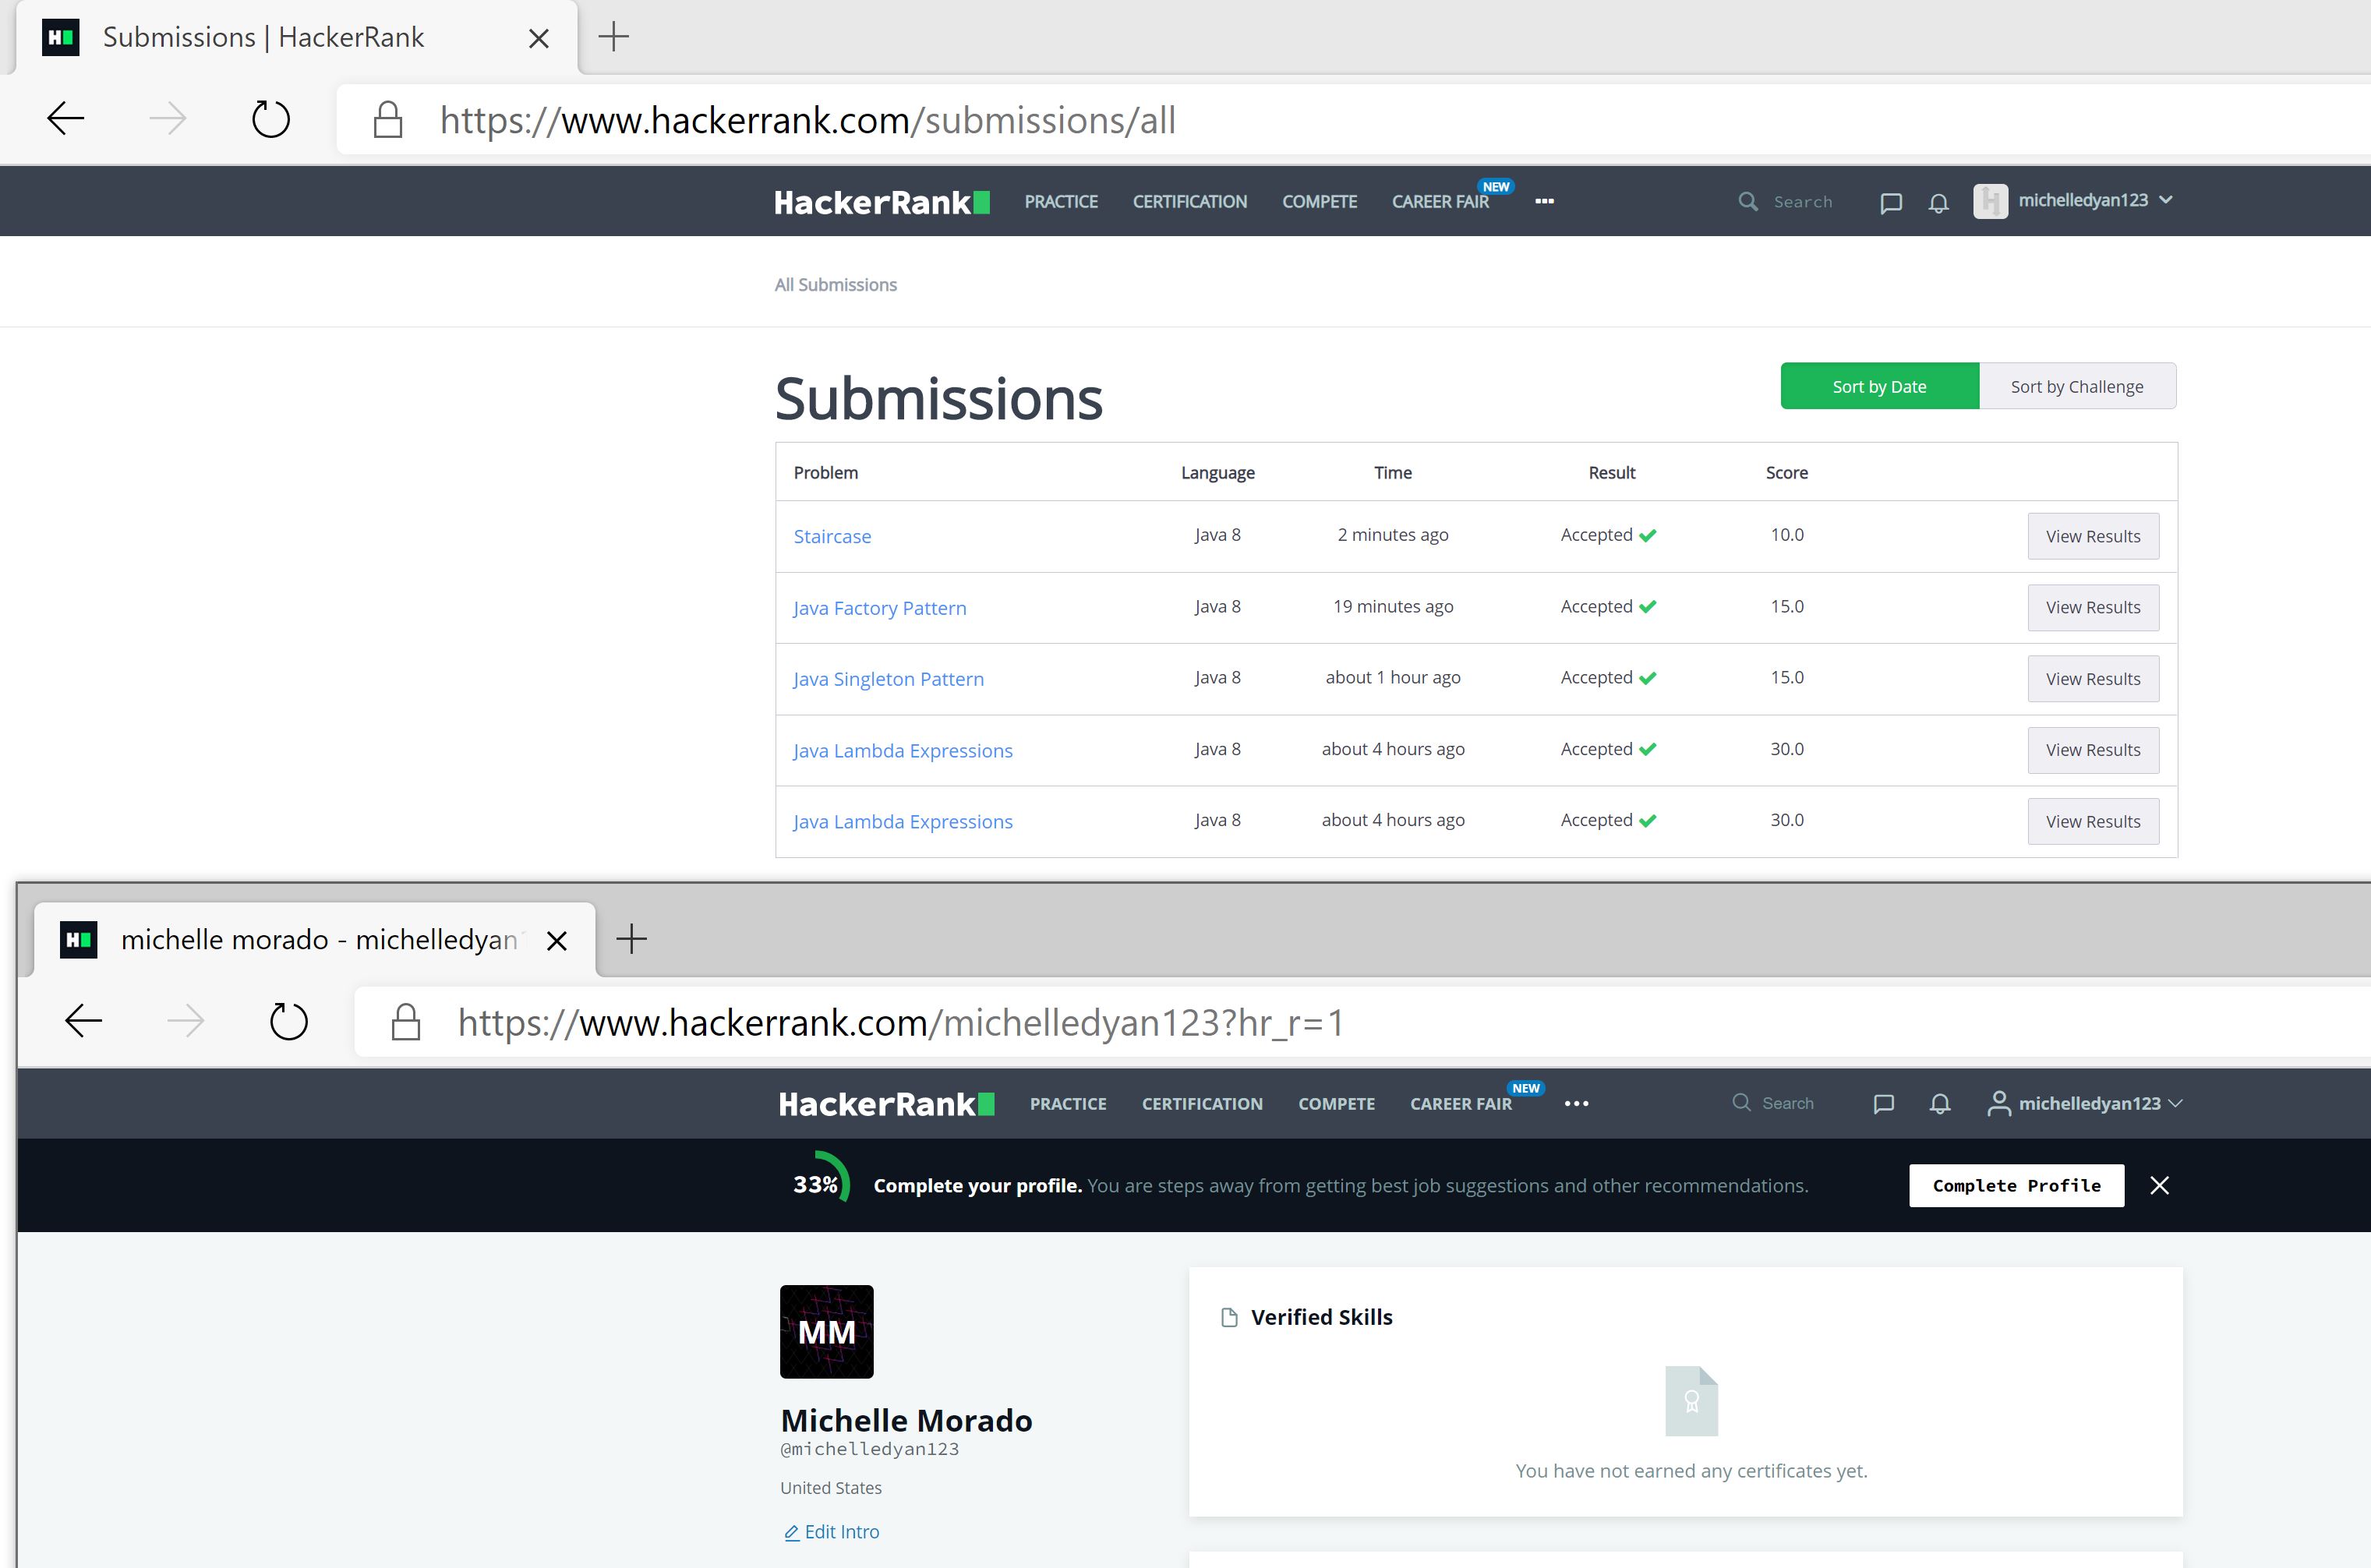 Submissions | HackerRank
https://www.hackerrank.com/submissions/all
HackerRank PRACTICE CERTIFICATION COMPETE CAREER FAIR NEW Search michelledyan123
All Submissions
Submissions Sort by Date Sort by Challenge
Problem Language Time Result Score
Staircase Java 8 2 minutes ago Accepted 10.0 View Results
Java Factory Pattern Java 8 19 minutes ago Accepted 15.0 View Results
Java Singleton Pattern Java 8 about 1 hour ago Accepted 15.0 View Results
Java Lambda Expressions Java 8 about 4 hours ago Accepted 30.0 View Results
Java Lambda Expressions Java 8 about 4 hours ago Accepted 30.0 View Results
michelle morado - michelledyan
https://www.hackerrank.com/michelledyan123?hr_r=1
HackerRank PRACTICE CERTIFICATION COMPETE CAREER FAIR NEW Search michelledyan123
33% Complete your profile. You are steps away from getting best job suggestions and other recommendations. Complete Profile
Verified Skills
MM
Michelle Morado
@michelledyan123
You have not earned any certificates yet.
United States
Edit Intro